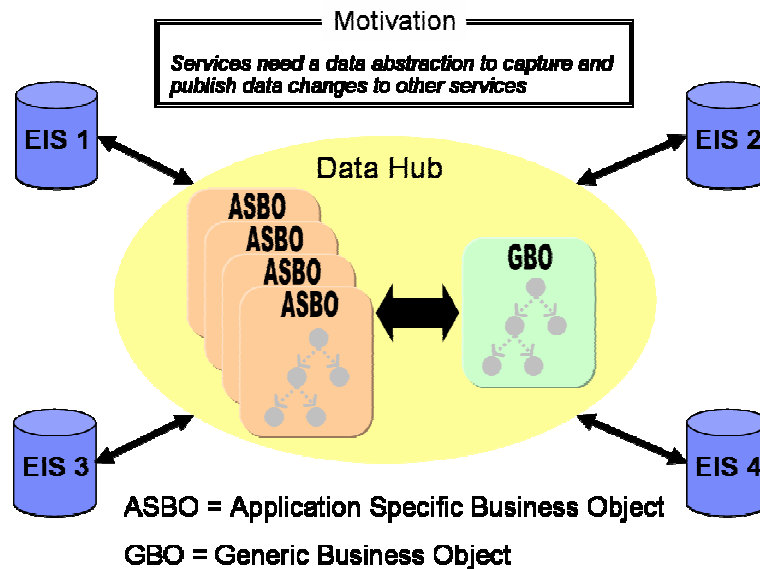 Motivation
Services need a data abstraction to capture and
publish data changes to other services
EIS 1
EIS 2
Data Hub
ASBO
ASBO
ASBO
ASBO
GBO
EIS 3
EIS 4
ASBO = Application Specific Business Object
GBO = Generic Business Object